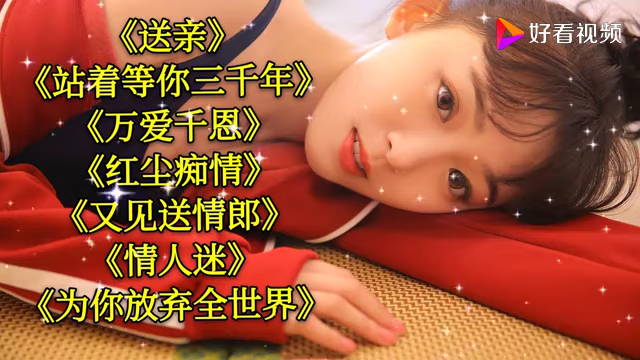 好看视频
《送亲》
《站着等你三千年》
《万爱千恩》
《红尘痴情》
《又见送情郎》
《情人迷》
《为你放弃全世界》